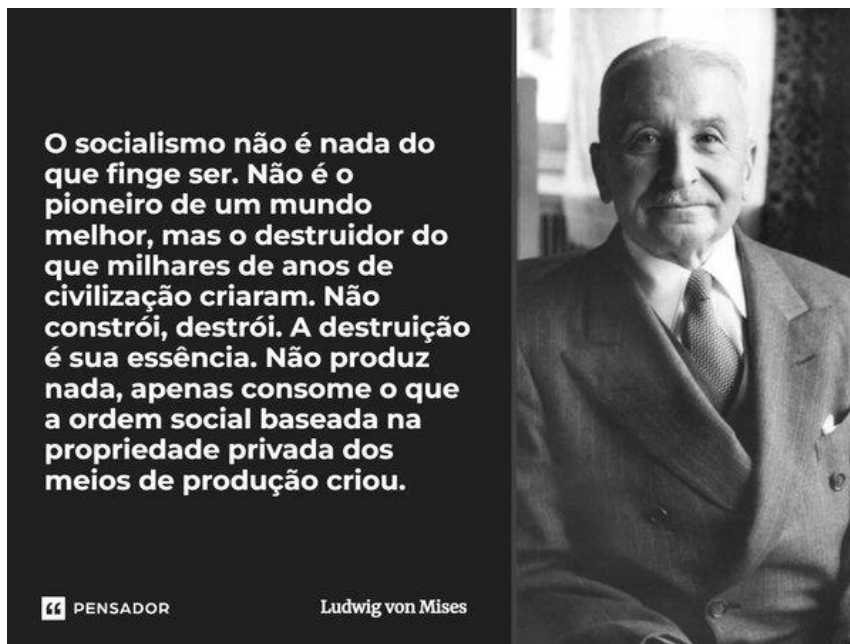 O socialismo não é nada do
que finge ser. Não é o
pioneiro de um mundo
melhor, mas o destruidor do
que milhares de anos de
civilização criaram. Não
constrói, destrói. A destruição
é sua essência. Não produz
nada, apenas consome o que
a ordem social baseada na
propriedade privada dos
meios de produção criou.
PENSADOR
Ludwig von Mises